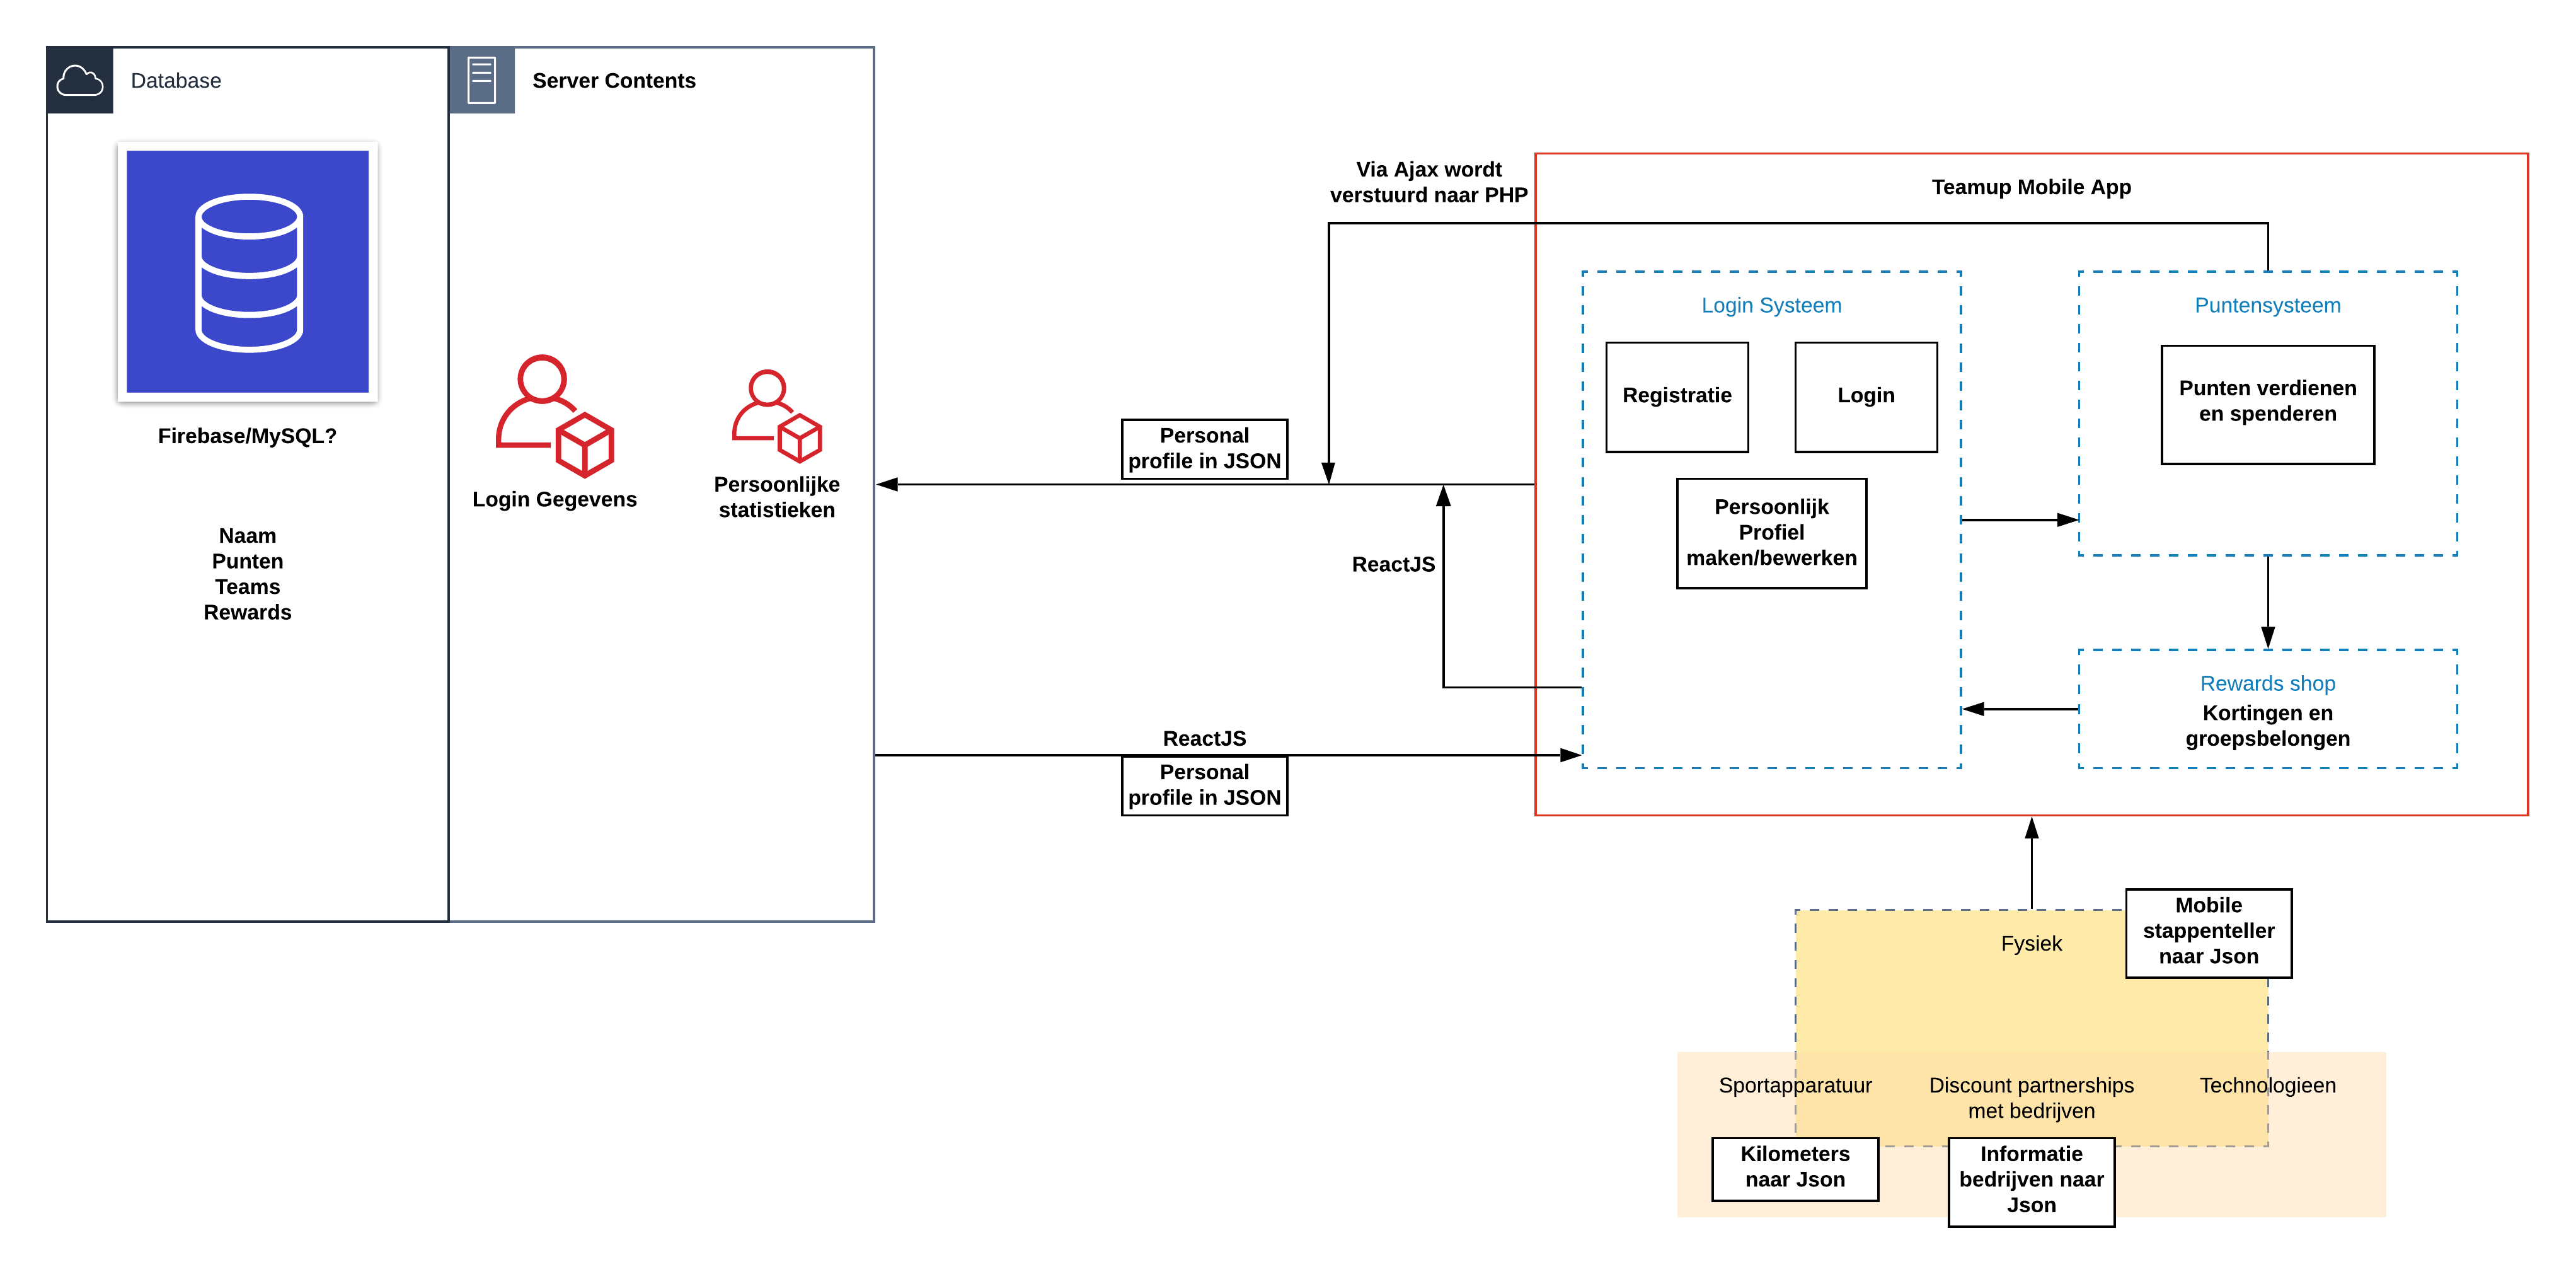 Database
Server Contents
Firebase/MySQL?
Naam
Punten
Teams
Rewards
Login Gegevens
Persoonlijke
statistieken
Personal
profile in JSON
Via Ajax wordt
verstuurd naar PHP
ReactJS
ReactJS
Personal
profile in JSON
Teamup Mobile App
Login Systeem
Registratie
Login
Persoonlijk
Profiel
maken/bewerken
Puntensysteem
Punten verdienen
en spenderen
Rewards shop
Kortingen en
groepsbelongen
Fysiek
Mobile
stappenteller
naar Json
Sportapparatuur
Discount partnerships
met bedrijven
Technologieen
Kilometers
naar Json
Informatie
bedrijven naar
Json